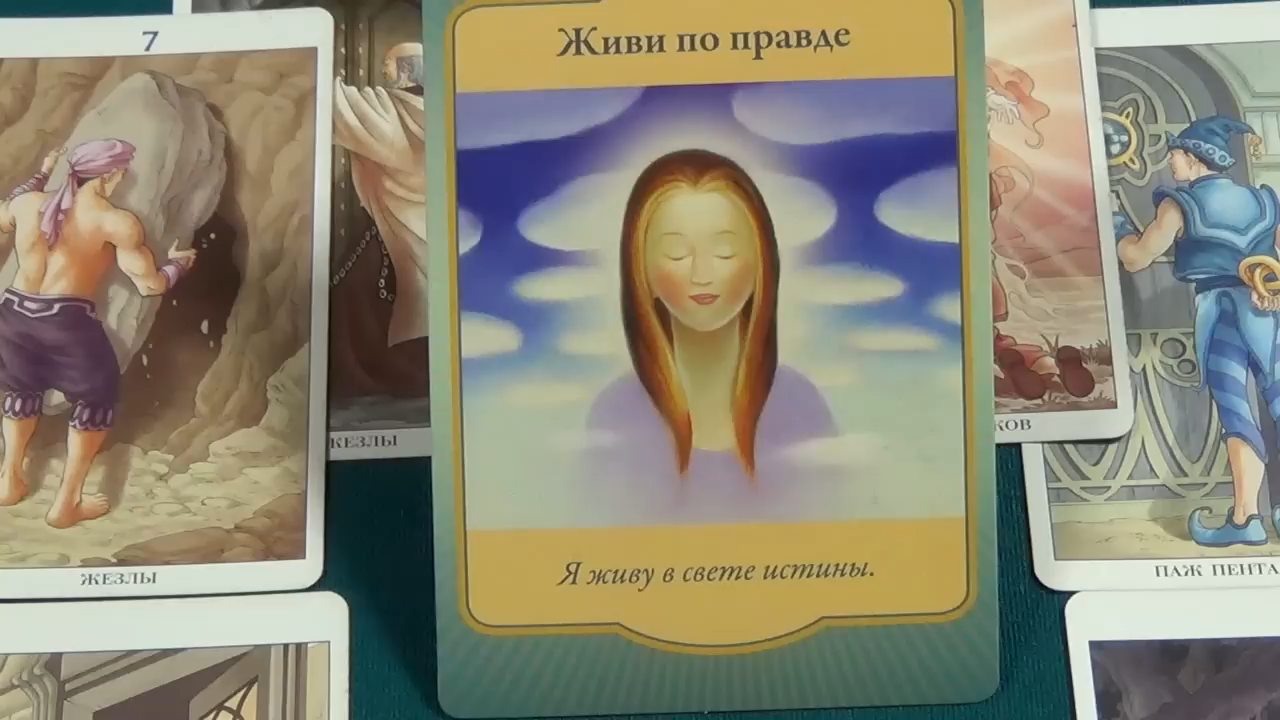 7
Живи по правде
Я живу в свете истины.
ЖЕЗЛЫ
ЖЕЗЛЫ
КОВ
ПАЖ ПЕНТА